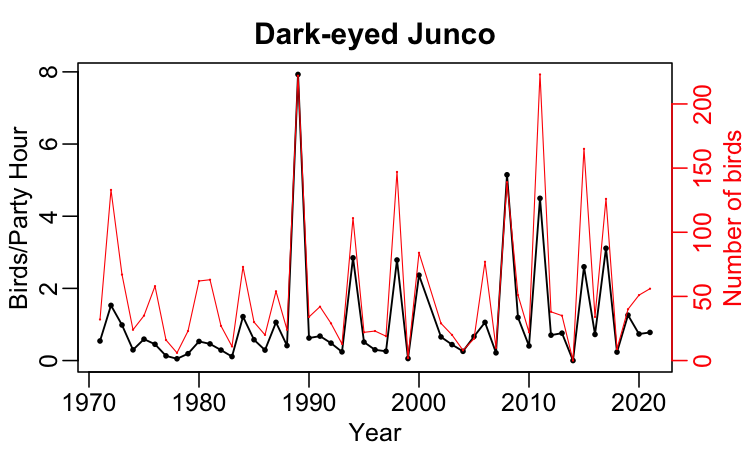 Dark-eyed Junco
Birds/Party Hour
0 2 4 6 8
1970 1980 1990 2000 2010 2020
Year
0 50 100 150 200
Number of birds